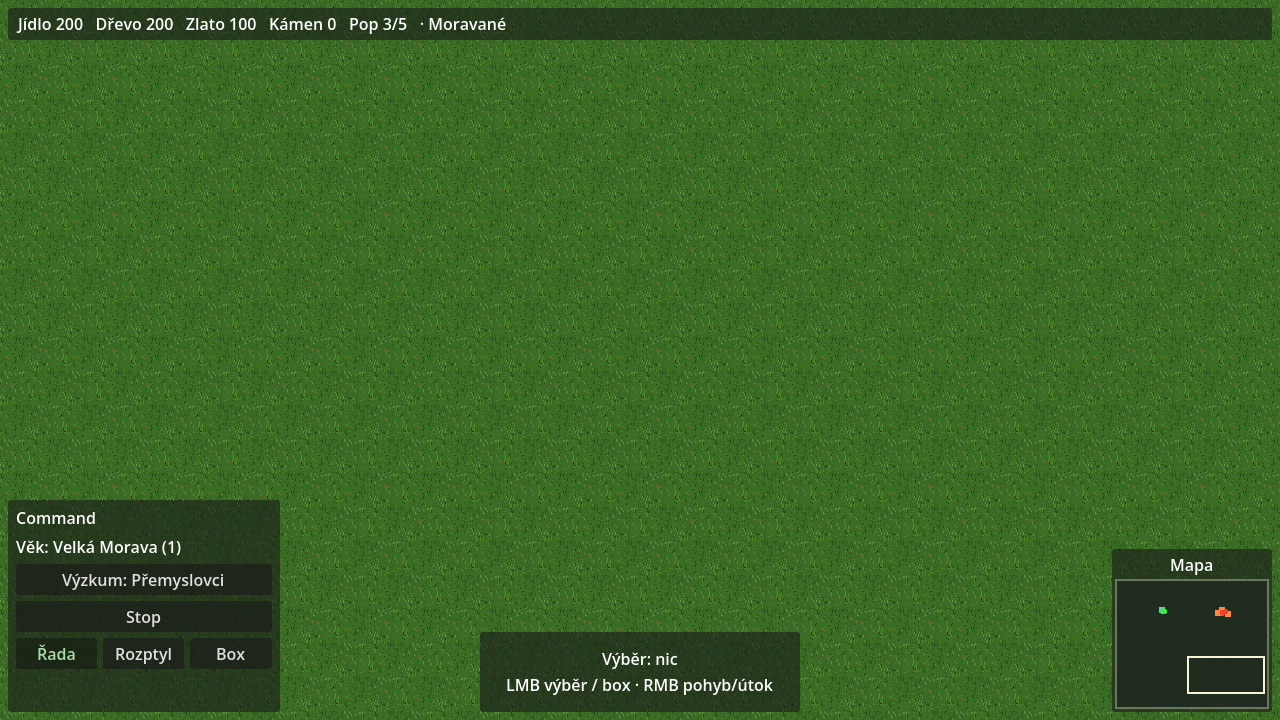 Jídlo 200 Dřevo 200 Zlato 100 Kámen 0 Pop 3/5 · Moravané
Command
Věk: Velká Morava (1)
Výzkum: Přemyslovci
Stop
Řada Rozptyl Box
Výběr: nic
LMB výběr / box · RMB pohyb/útok
Mapa